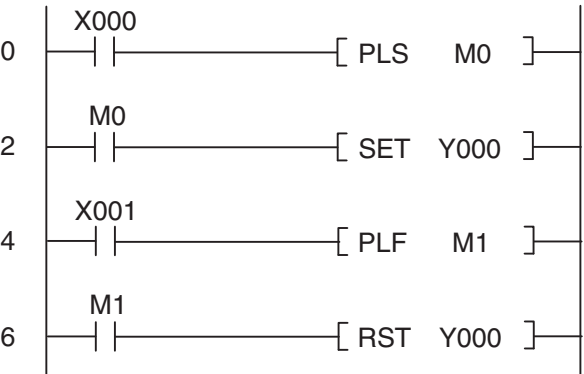 X000
0 [ PLS M0 ]
M0
2 [ SET Y000 ]
X001
4 [ PLF M1 ]
M1
6 [ RST Y000 ]